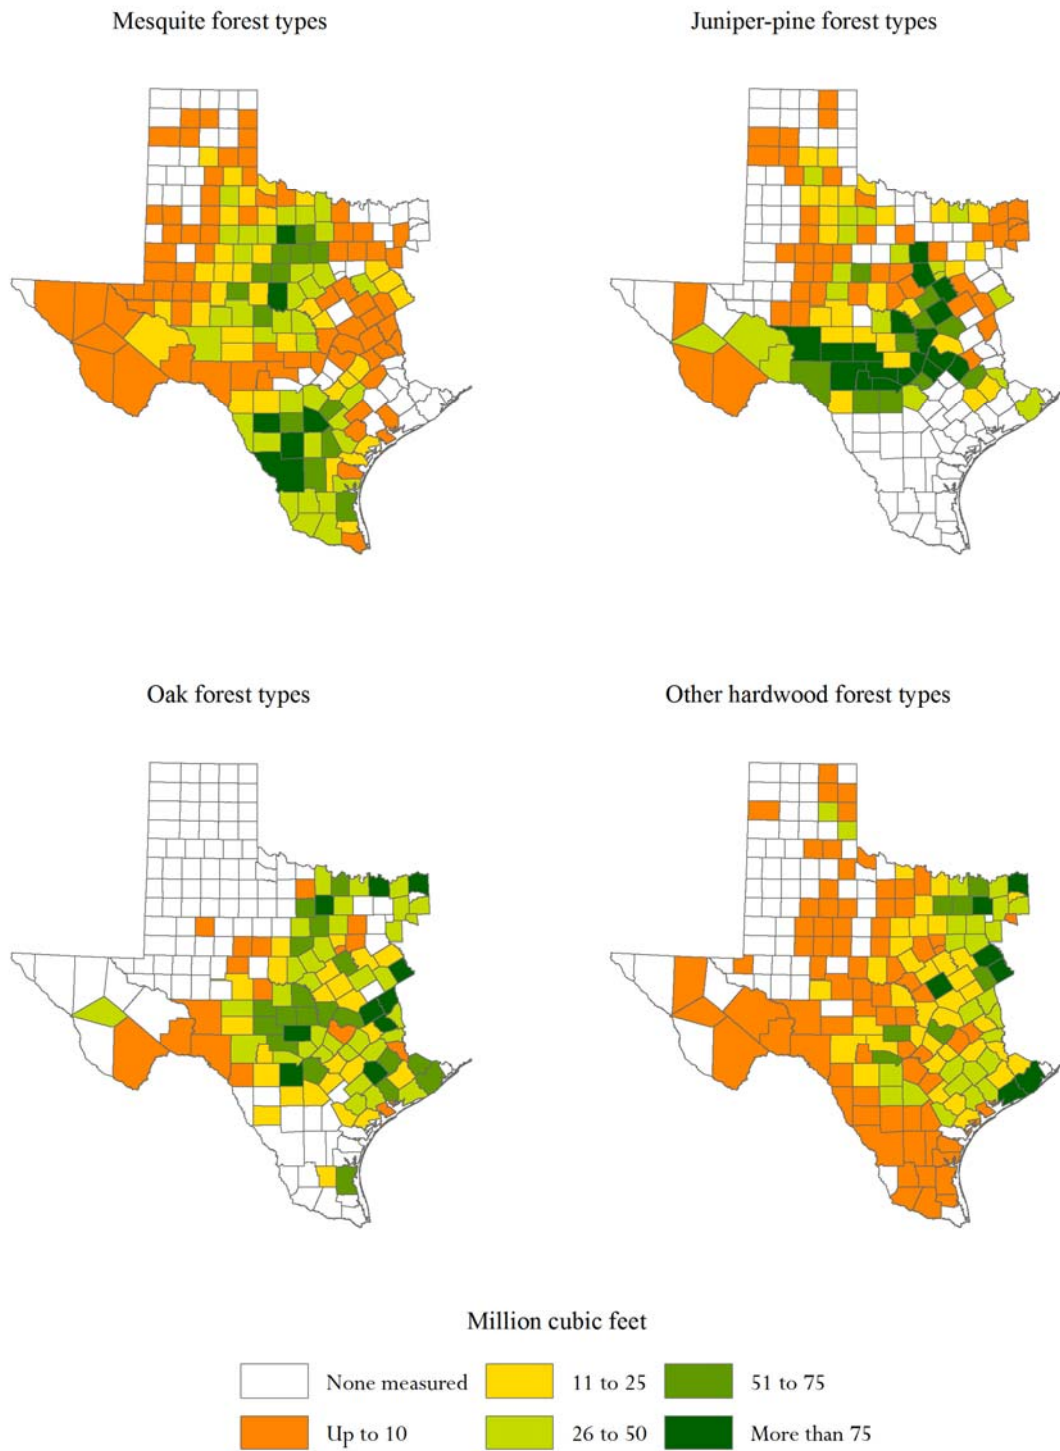 Mesquite forest types
Juniper-pine forest types
Oak forest types
Other hardwood forest types
Million cubic feet
None measured
11 to 25
51 to 75
Up to 10
26 to 50
More than 75